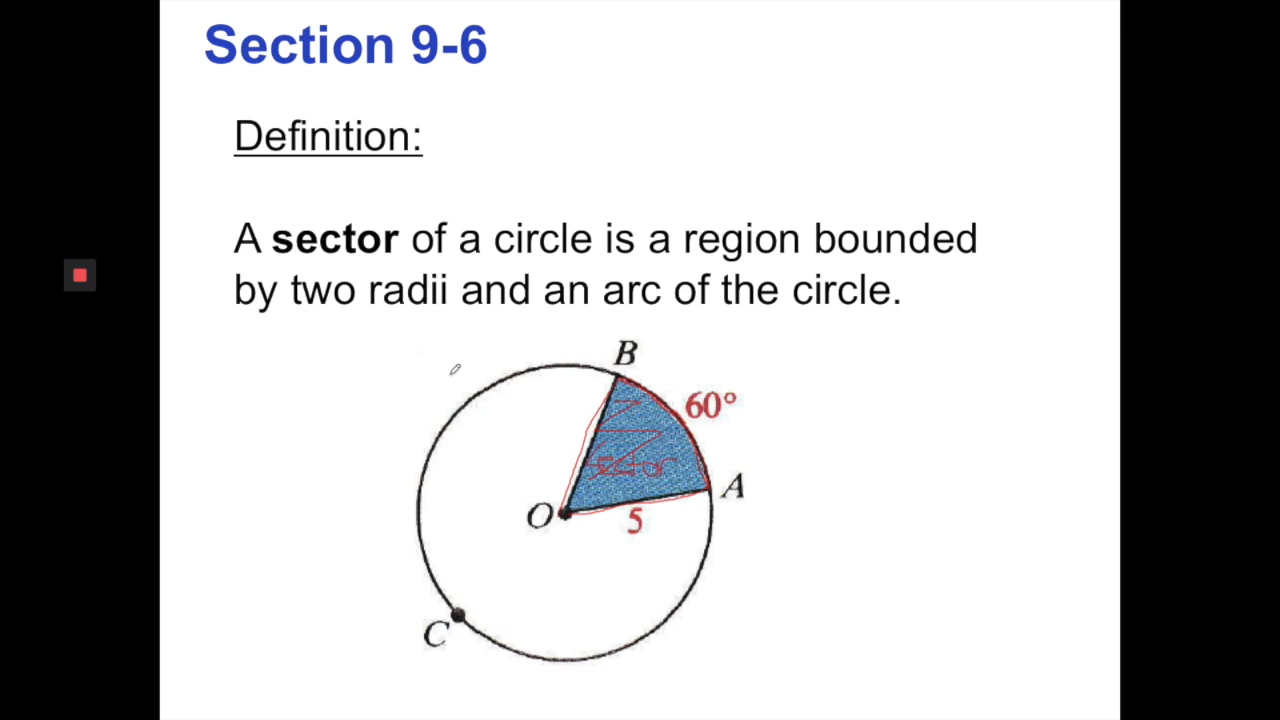 Section 9-6
Definition:
A sector of a circle is a region bounded
by two radii and an arc of the circle.
B
60°
sector
A
O
5
C